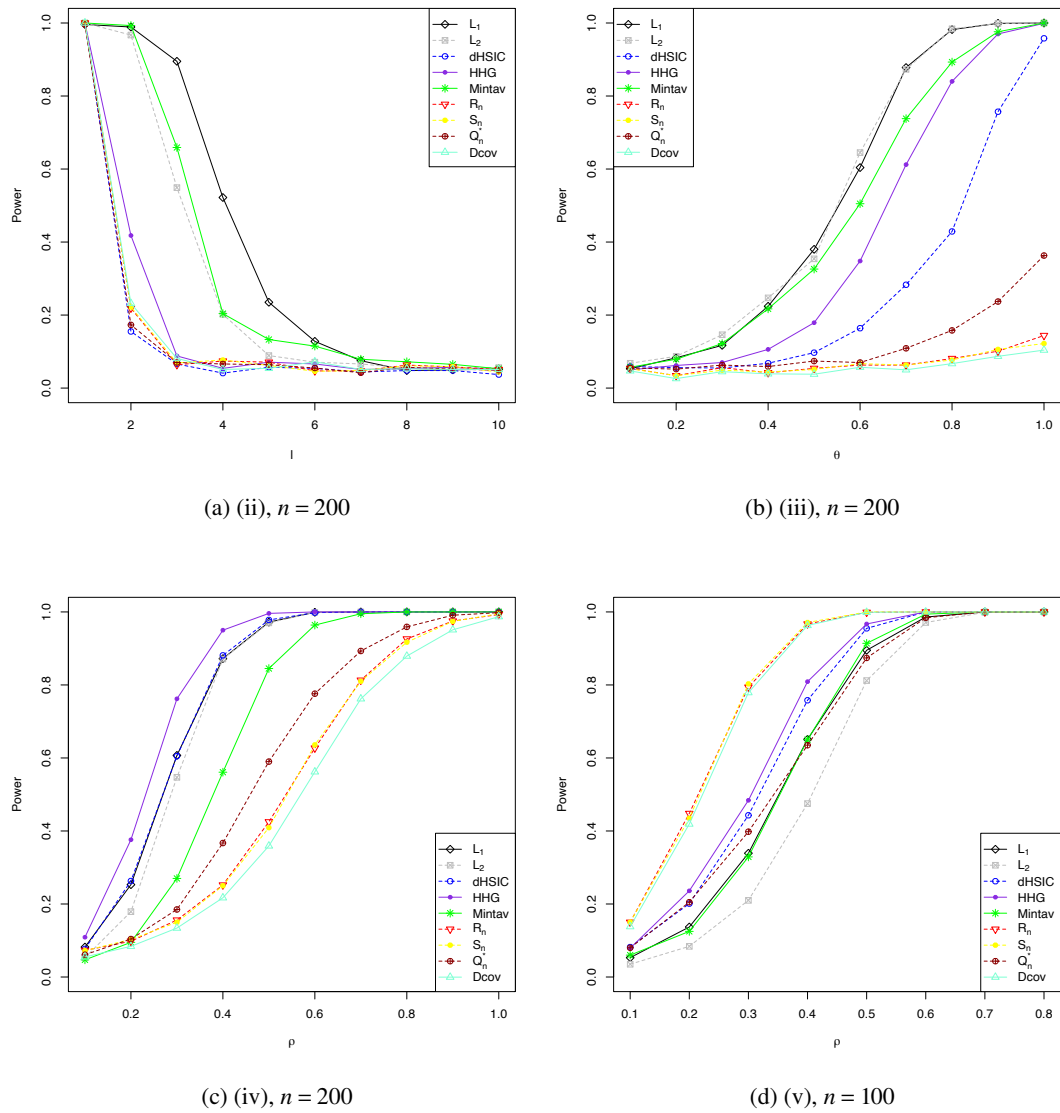 1.0
0.8
0.6
0.4
0.2
0.0
Power
2
4
6
8
10
l
L₁
L₂
dHSIC
HHG
Mintav
Rₙ
Sₙ
Qₙ*
Dcov
(a) (ii), n = 200
1.0
0.8
0.6
0.4
0.2
0.0
Power
0.2
0.4
0.6
0.8
1.0
θ
L₁
L₂
dHSIC
HHG
Mintav
Rₙ
Sₙ
Qₙ*
Dcov
(b) (iii), n = 200
1.0
0.8
0.6
0.4
0.2
0.0
Power
0.2
0.4
0.6
0.8
1.0
ρ
L₁
L₂
dHSIC
HHG
Mintav
Rₙ
Sₙ
Qₙ*
Dcov
(c) (iv), n = 200
1.0
0.8
0.6
0.4
0.2
0.0
Power
0.1
0.2
0.3
0.4
0.5
0.6
0.7
0.8
ρ
L₁
L₂
dHSIC
HHG
Mintav
Rₙ
Sₙ
Qₙ*
Dcov
(d) (v), n = 100